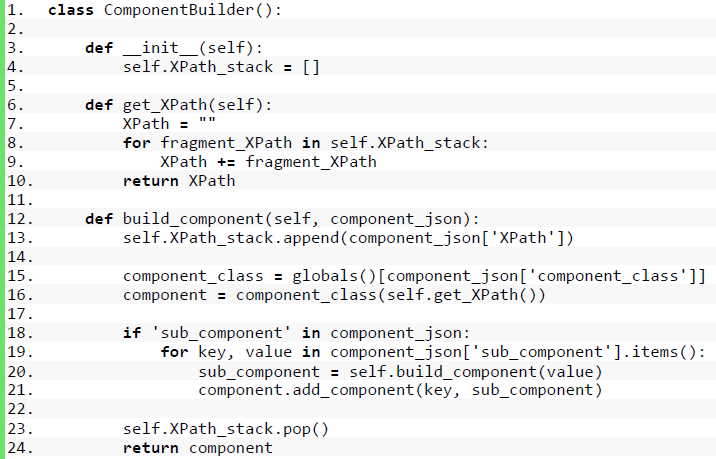 1. class ComponentBuilder():
2.
3.     def __init__(self):
4.         self.XPath_stack = []
5.
6.     def get_XPath(self):
7.         XPath = ""
8.         for fragment_XPath in self.XPath_stack:
9.             XPath += fragment_XPath
10.         return XPath
11.
12.     def build_component(self, component_json):
13.         self.XPath_stack.append(component_json['XPath'])
14.
15.         component_class = globals()[component_json['component_class']]
16.         component = component_class(self.get_XPath())
17.
18.         if 'sub_component' in component_json:
19.             for key, value in component_json['sub_component'].items():
20.                 sub_component = self.build_component(value)
21.                 component.add_component(key, sub_component)
22.
23.         self.XPath_stack.pop()
24.         return component